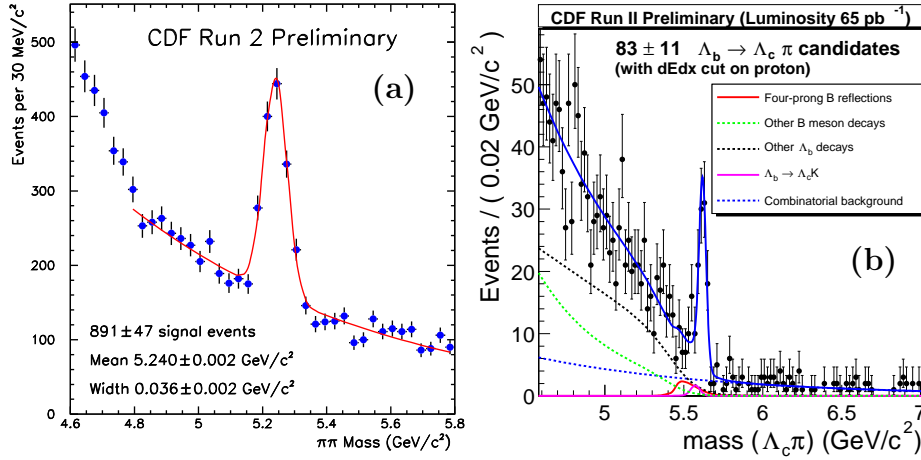 CDF Run 2 Preliminary
(a)
Events per 30 MeV/c²
500
400
300
200
100
0
891±47 signal events
Mean 5.240±0.002 GeV/c²
Width 0.036±0.002 GeV/c²
4.6 4.8 5 5.2 5.4 5.6 5.8
ππ Mass (GeV/c²)
CDF Run II Preliminary (Luminosity 65 pb⁻¹)
83 ± 11 Λb → Λc π candidates
(with dEdx cut on proton)
Four-prong B reflections
Other B meson decays
Other Λb decays
Λb → ΛcK
Combinatorial background
(b)
Events / ( 0.02 GeV/c² )
50
40
30
20
10
0
5 5.5 6 6.5 7
mass (Λcπ) (GeV/c²)